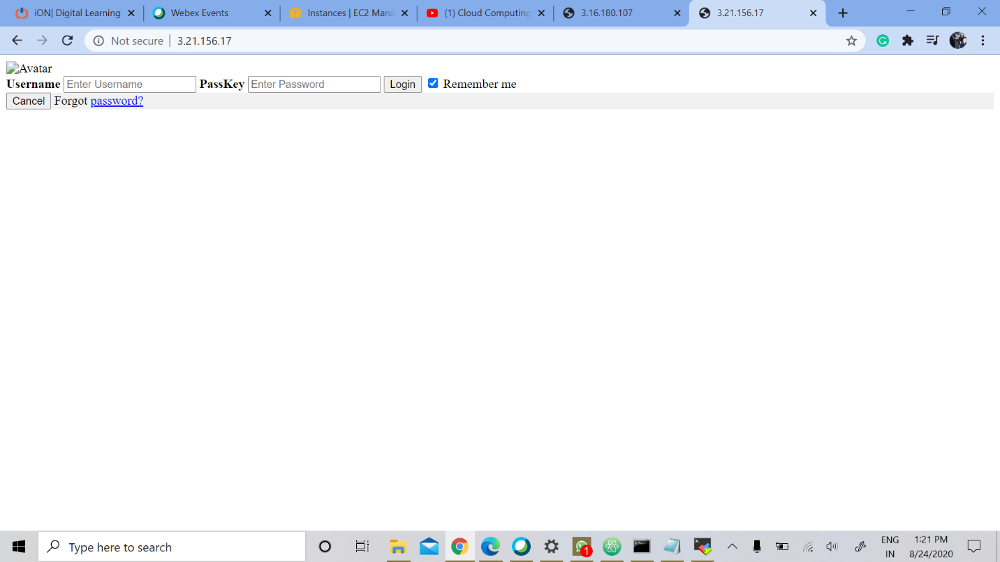 iON| Digital Learning
Webex Events
Instances | EC2 Mana
(1) Cloud Computing
3.16.180.107
3.21.156.17
Not secure
3.21.156.17
Avatar
Username Enter Username PassKey Enter Password Login Remember me
Cancel Forgot password?
Type here to search
1
ENG
IN
1:21 PM
8/24/2020